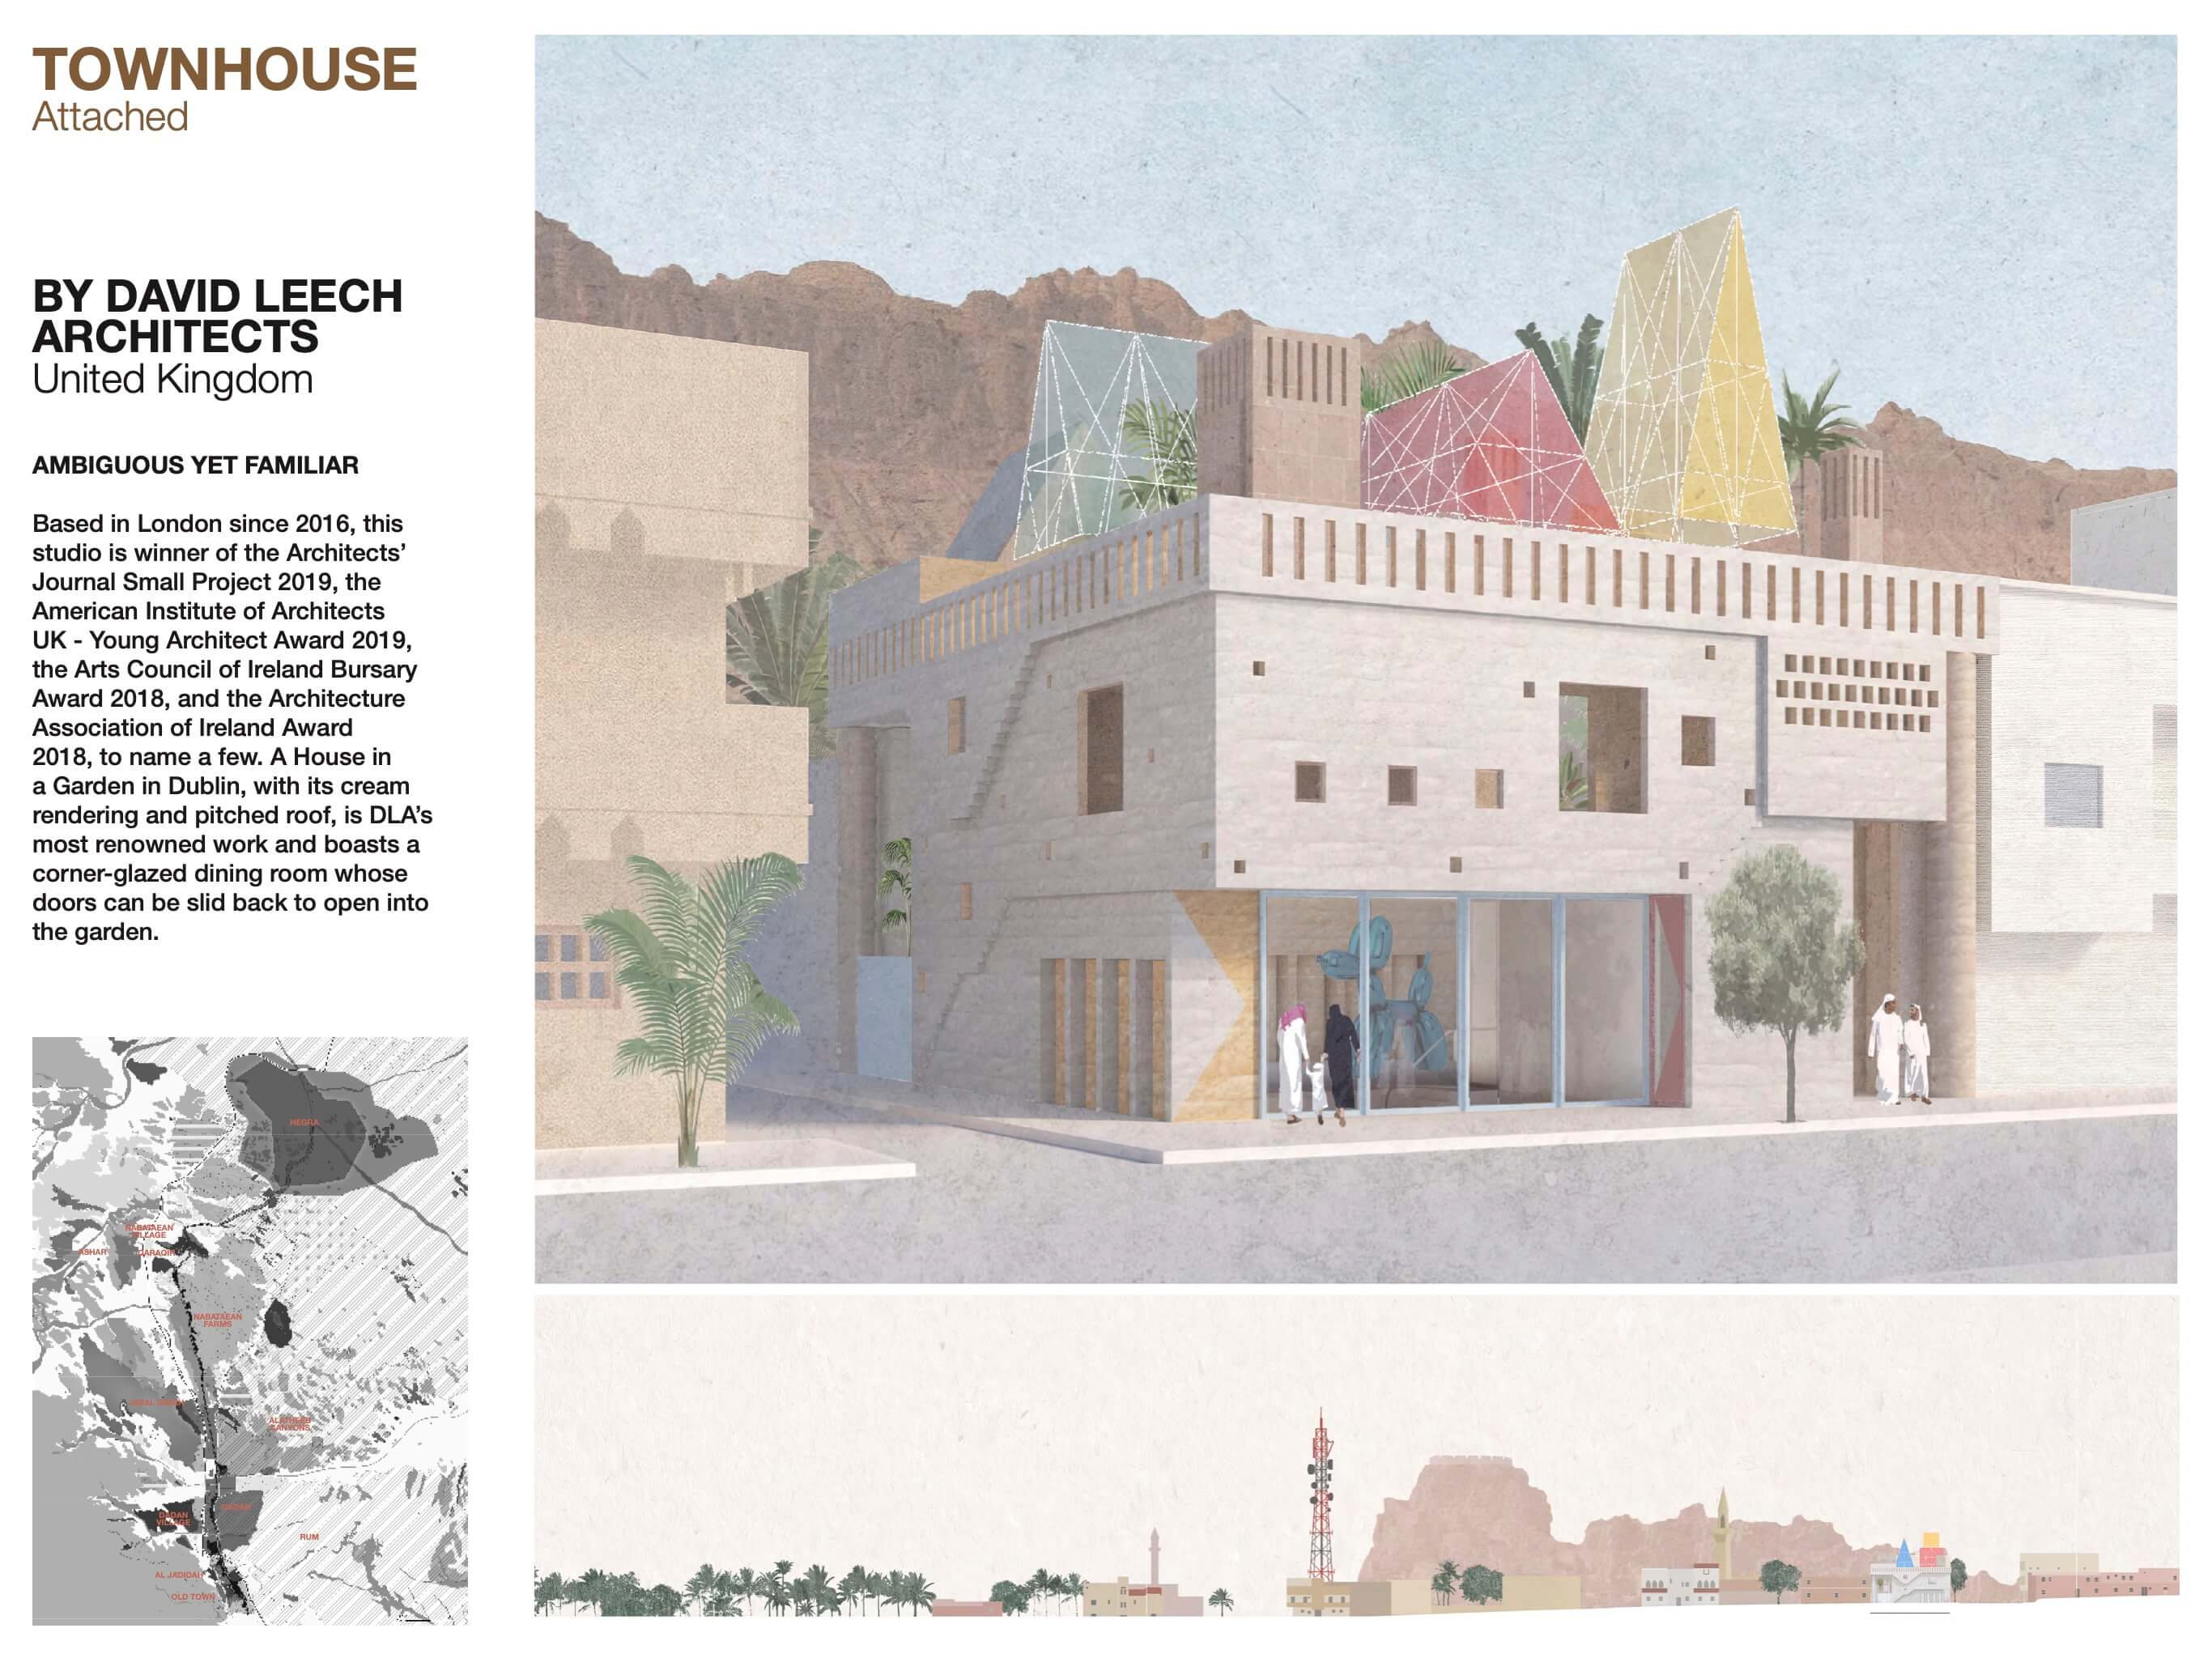 TOWNHOUSE
Attached
BY DAVID LEECH
ARCHITECTS
United Kingdom
AMBIGUOUS YET FAMILIAR
Based in London since 2016, this
studio is winner of the Architects’
Journal Small Project 2019, the
American Institute of Architects
UK - Young Architect Award 2019,
the Arts Council of Ireland Bursary
Award 2018, and the Architecture
Association of Ireland Award
2018, to name a few. A House in
a Garden in Dublin, with its cream
rendering and pitched roof, is DLA’s
most renowned work and boasts a
corner-glazed dining room whose
doors can be slid back to open into
the garden.
HEGRA
NABATAEAN
VILLAGE
ASHAR
QARAQIR
NABATAEAN
FARMS
CANYONS
DADAN
DADAN
VILLAGE
RUM
AL JADIDAH
OLD TOWN